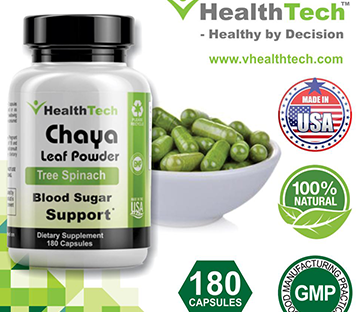 HealthTech™
- Healthy by Decision
www.vhealthtech.com
HealthTech
Chaya
Leaf Powder
Tree Spinach
Blood Sugar
Support*
Dietary Supplement
180 Capsules
MADE IN
USA
100%
NATURAL
180
CAPSULES
GMP
GOOD MANUFACTURING PRACTICE